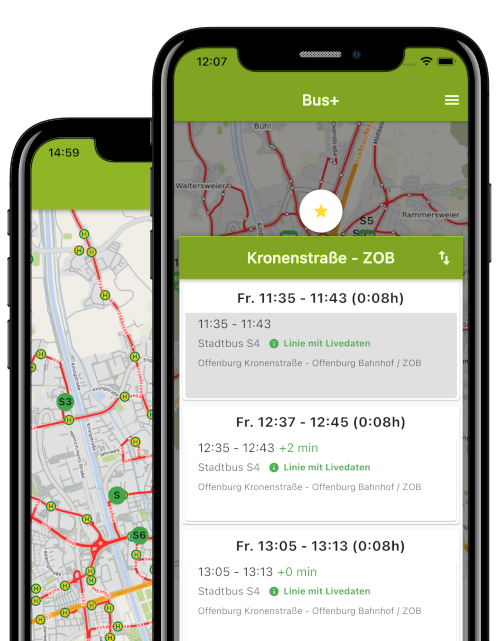 12:07
Bus+
14:59
Bühl
Waltersweier
S5
Rammersweier
Kronenstraße - ZOB
Fr. 11:35 - 11:43 (0:08h)
11:35 - 11:43
Stadtbus S4 Linie mit Livedaten
Offenburg Kronenstraße - Offenburg Bahnhof / ZOB
S3
Fr. 12:37 - 12:45 (0:08h)
12:35 - 12:43 +2 min
Stadtbus S4 Linie mit Livedaten
Offenburg Kronenstraße - Offenburg Bahnhof / ZOB
S
S6
Fr. 13:05 - 13:13 (0:08h)
13:05 - 13:13 +0 min
Stadtbus S4 Linie mit Livedaten
Offenburg Kronenstraße - Offenburg Bahnhof / ZOB